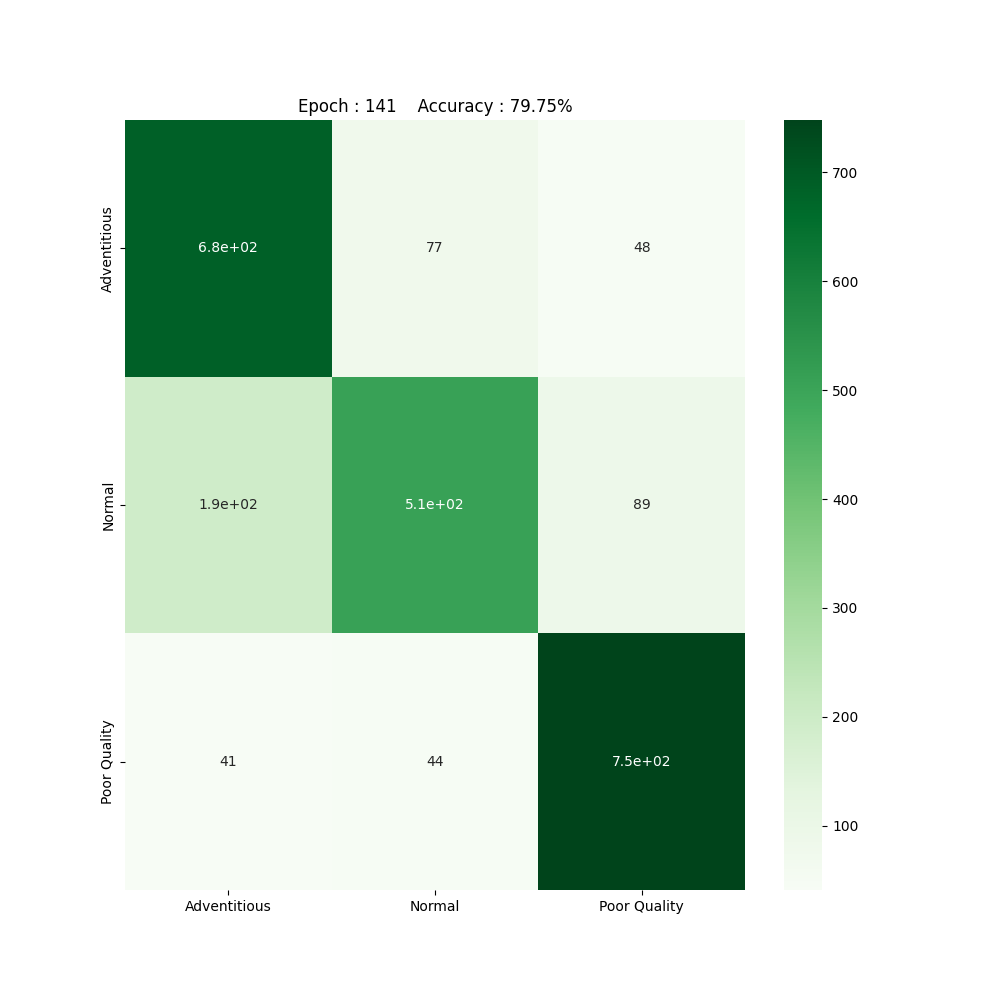 Epoch : 141    Accuracy : 79.75%
Adventitious
6.8e+02 77 48
Normal
1.9e+02 5.1e+02 89
Poor Quality
41 44 7.5e+02
Adventitious Normal Poor Quality
700
600
500
400
300
200
100